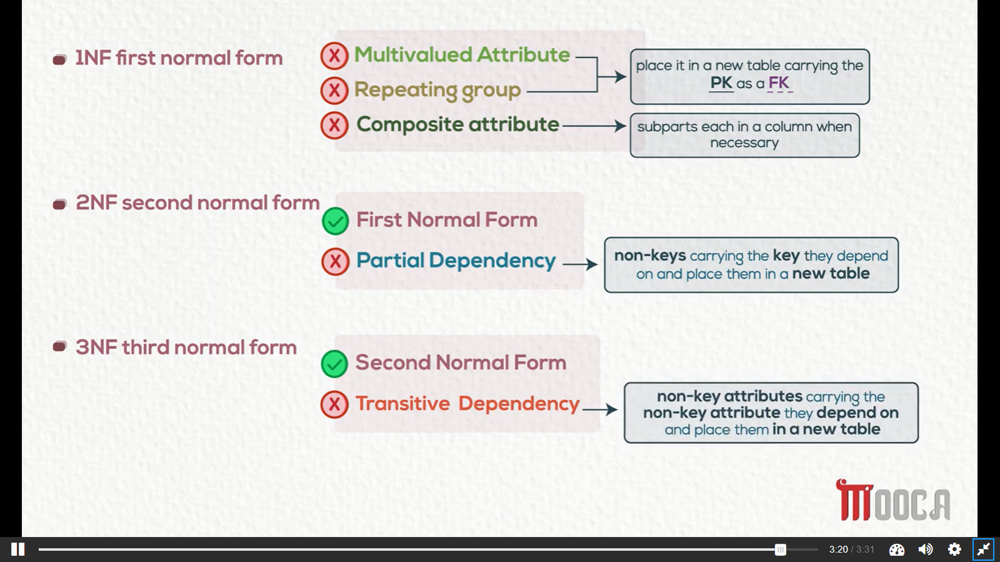 1NF first normal form
X Multivalued Attribute
X Repeating group
X Composite attribute
place it in a new table carrying the
PK as a FK
subparts each in a column when
necessary
2NF second normal form
First Normal Form
X Partial Dependency
non-keys carrying the key they depend
on and place them in a new table
3NF third normal form
Second Normal Form
X Transitive Dependency
non-key attributes carrying the
non-key attribute they depend on
and place them in a new table
MOOCA
3:20 / 3:31